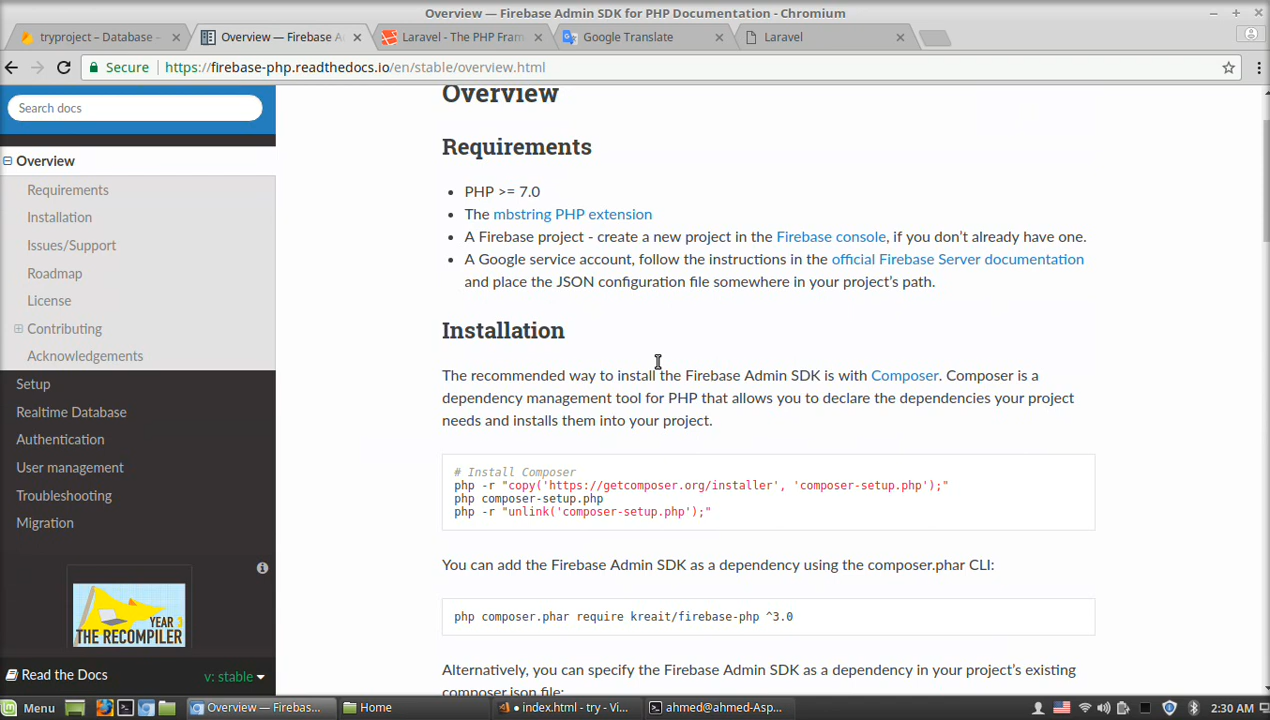 Overview — Firebase Admin SDK for PHP Documentation - Chromium
tryproject – Database -
Overview — Firebase A
Laravel - The PHP Fram
Google Translate
Laravel
Secure
https://firebase-php.readthedocs.io/en/stable/overview.html
Search docs
Overview
Requirements
Installation
Issues/Support
Roadmap
License
Contributing
Acknowledgements
Setup
Realtime Database
Authentication
User management
Troubleshooting
Migration
YEAR 3
THE RECOMPILER
Read the Docs
v: stable
Overview
Requirements
• PHP >= 7.0
• The mbstring PHP extension
• A Firebase project - create a new project in the Firebase console, if you don’t already have one.
• A Google service account, follow the instructions in the official Firebase Server documentation
and place the JSON configuration file somewhere in your project’s path.
Installation
The recommended way to install the Firebase Admin SDK is with Composer. Composer is a
dependency management tool for PHP that allows you to declare the dependencies your project
needs and installs them into your project.
# Install Composer
php -r "copy('https://getcomposer.org/installer', 'composer-setup.php');"
php composer-setup.php
php -r "unlink('composer-setup.php');"
You can add the Firebase Admin SDK as a dependency using the composer.phar CLI:
php composer.phar require kreait/firebase-php ^3.0
Alternatively, you can specify the Firebase Admin SDK as a dependency in your project’s existing
composer.json file:
Menu
Overview — Firebas...
Home
• index.html - try - Vi...
ahmed@ahmed-Asp...
2:30 AM